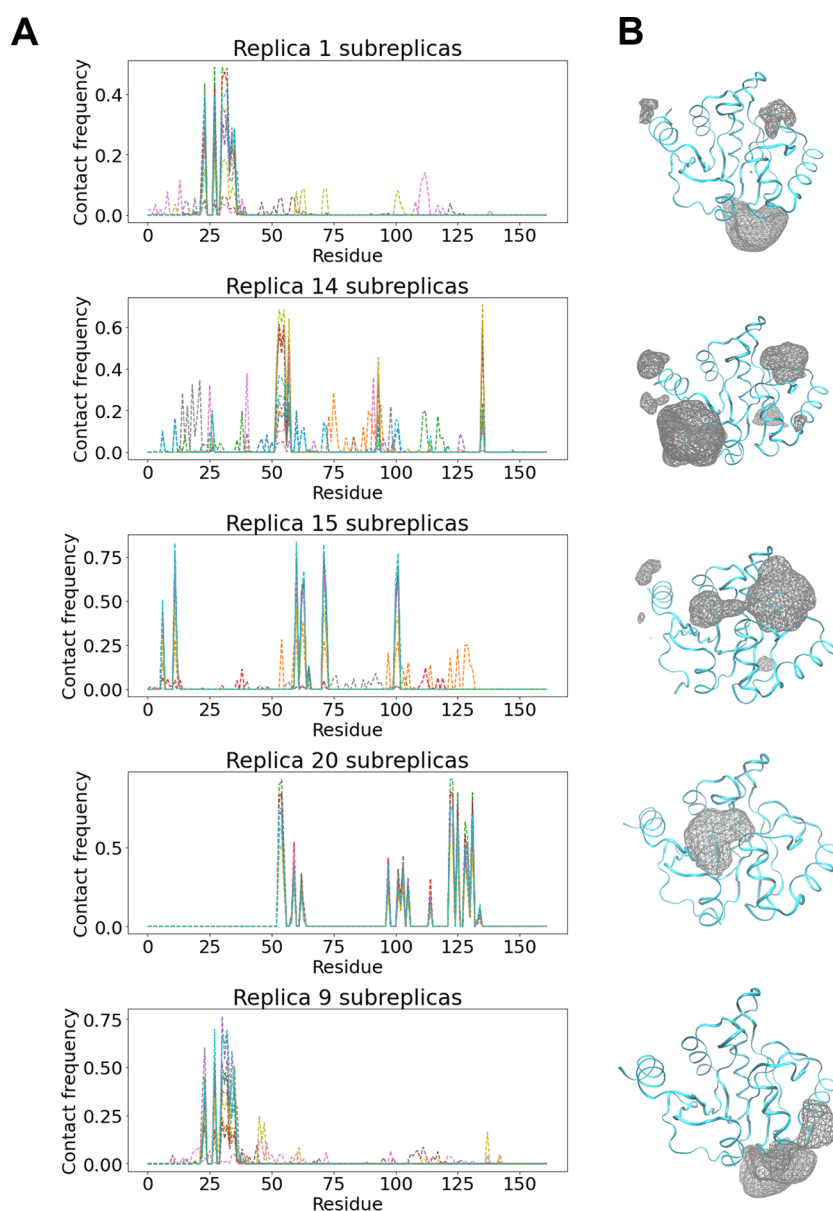 A
B
Replica 1 subreplicas
Contact frequency
0.4
0.2
0.0
0 25 50 75 100 125 150
Residue
Replica 14 subreplicas
Contact frequency
0.6
0.4
0.2
0.0
0 25 50 75 100 125 150
Residue
Replica 15 subreplicas
Contact frequency
0.75
0.50
0.25
0.00
0 25 50 75 100 125 150
Residue
Replica 20 subreplicas
Contact frequency
0.5
0.0
0 25 50 75 100 125 150
Residue
Replica 9 subreplicas
Contact frequency
0.75
0.50
0.25
0.00
0 25 50 75 100 125 150
Residue